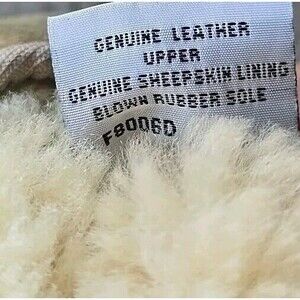 GENUINE LEATHER
UPPER
GENUINE SHEEPSKIN LINING
BLOWN RUBBER SOLE
F8006D